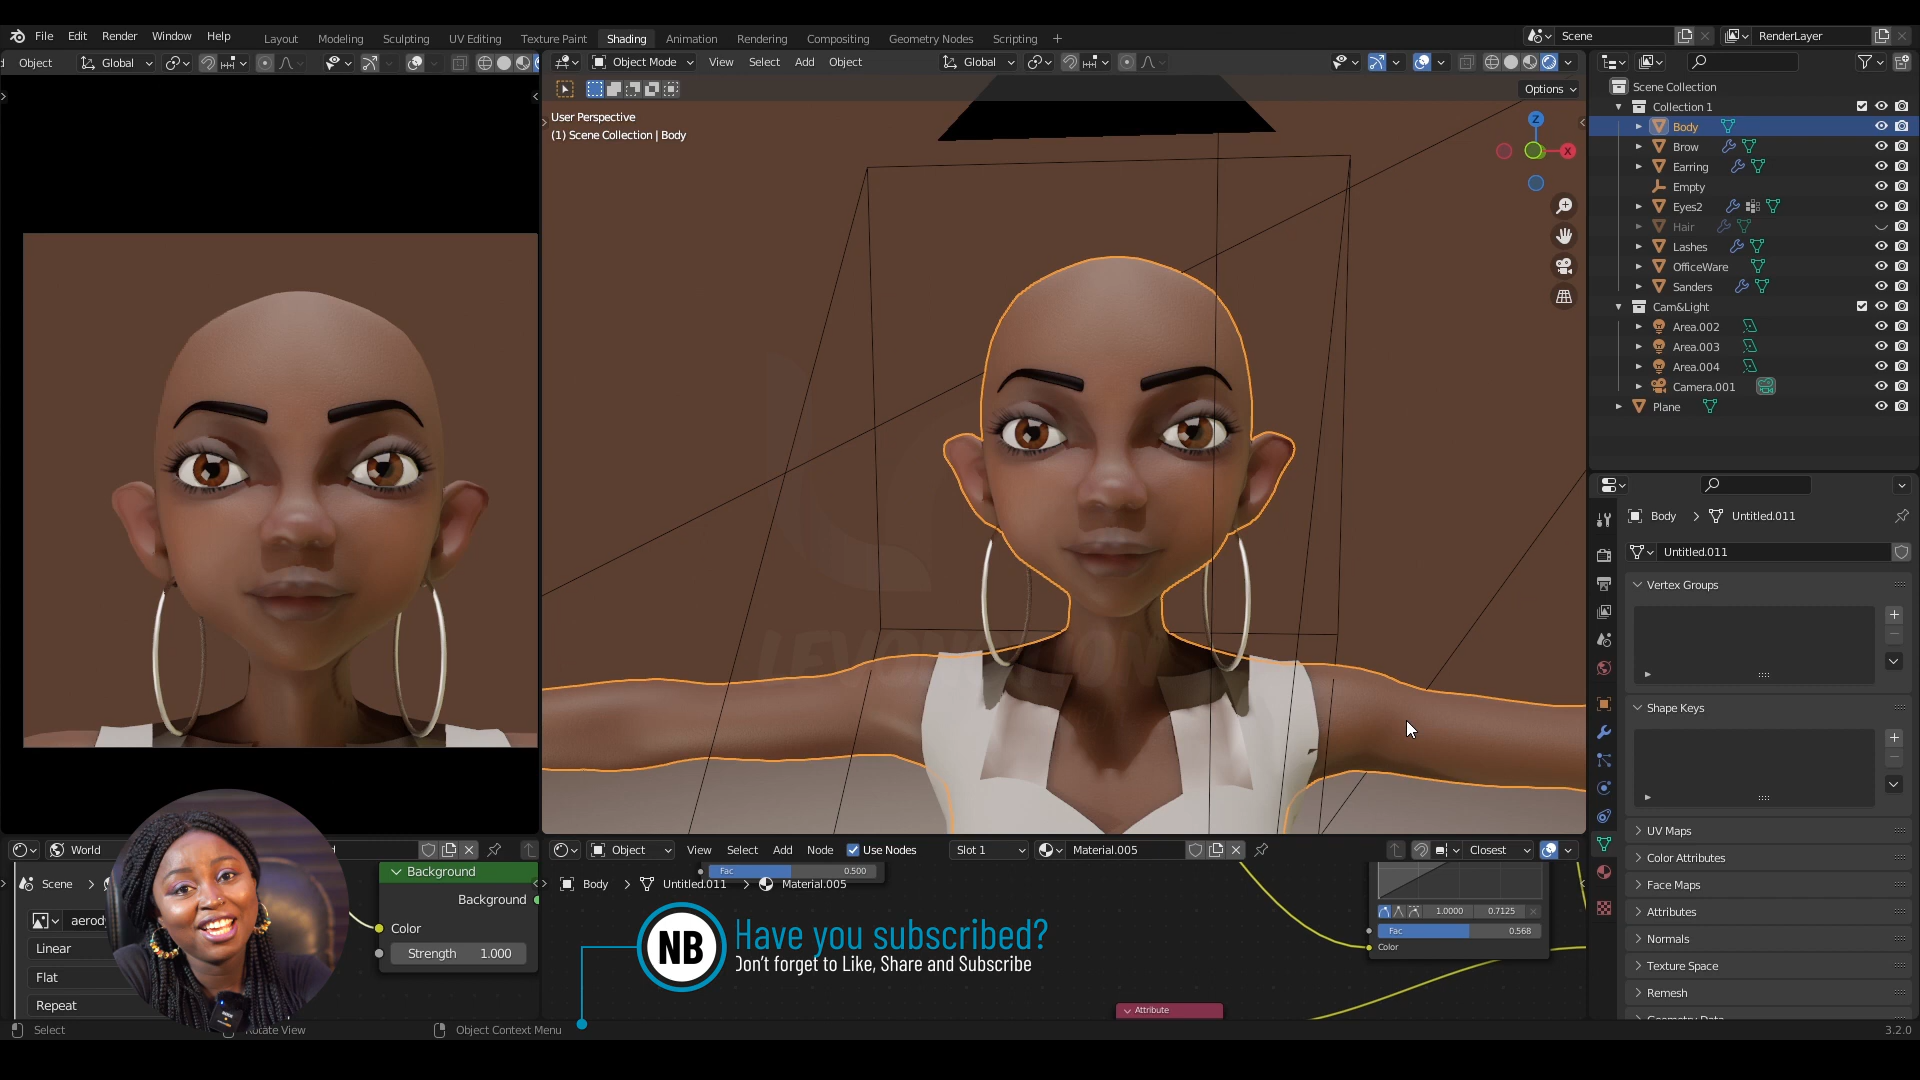 File Edit Render Window Help
Layout Modeling Sculpting UV Editing Texture Paint Shading Animation Rendering Compositing Geometry Nodes Scripting
Scene
RenderLayer
Object
Global
Object Mode View Select Add Object
Global
Options
User Perspective
(1) Scene Collection | Body
Z
X
Scene Collection
Collection 1
Body
Brow
Earring
Empty
Eyes2
Hair
Lashes
OfficeWare
Sanders
Cam&Light
Area.002
Area.003
Area.004
Camera.001
Plane
Body
Untitled.011
Untitled.011
Vertex Groups
Shape Keys
UV Maps
Color Attributes
Face Maps
Attributes
Normals
Texture Space
Remesh
World
Scene
Linear
Flat
Repeat
Background
Background
Color
Strength 1.000
Object View Select Add Node Use Nodes Slot 1 Material.005 Closest
Fac 0.500
Body Untitled.011 Material.005
1.0000 0.7125
Fac 0.568
Color
Attribute
NB
Have you subscribed?
Don't forget to Like, Share and Subscribe
Select
Rotate View
Object Context Menu
3.2.0